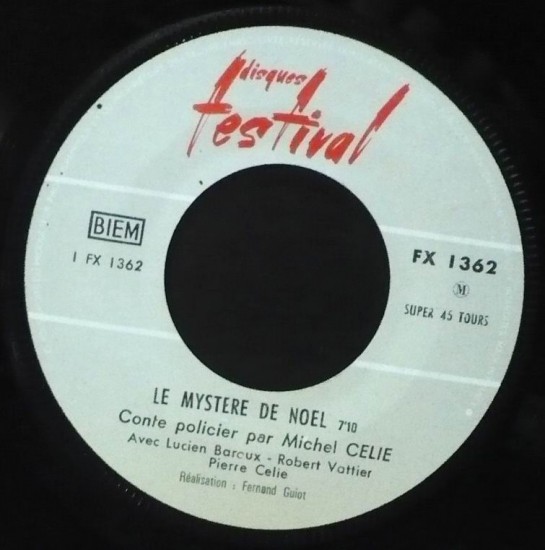 disques
festival
BIEM
1 FX 1362
FX 1362
M
SUPER 45 TOURS
LE MYSTERE DE NOEL 7'10
Conte policier par Michel CELIE
Avec Lucien Baroux - Robert Vattier
Pierre Celie
Réalisation : Fernand Guiot